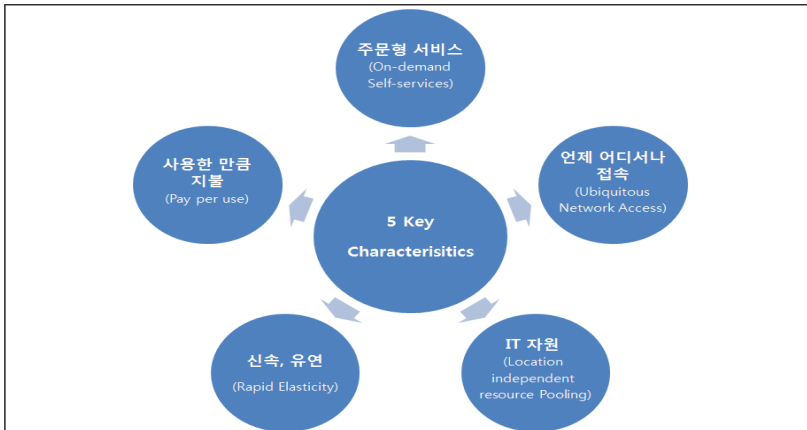 주문형 서비스
(On-demand
Self-services)
사용한 만큼
지불
(Pay per use)
언제 어디서나
접속
(Ubiquitous
Network Access)
5 Key
Characterisitics
신속, 유연
(Rapid Elasticity)
IT 자원
(Location
independent
resource Pooling)